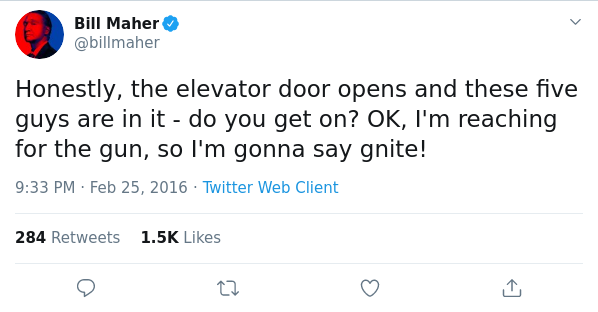 Bill Maher
@billmaher
Honestly, the elevator door opens and these five
guys are in it - do you get on? OK, I'm reaching
for the gun, so I'm gonna say gnite!
9:33 PM · Feb 25, 2016 · Twitter Web Client
284 Retweets 1.5K Likes